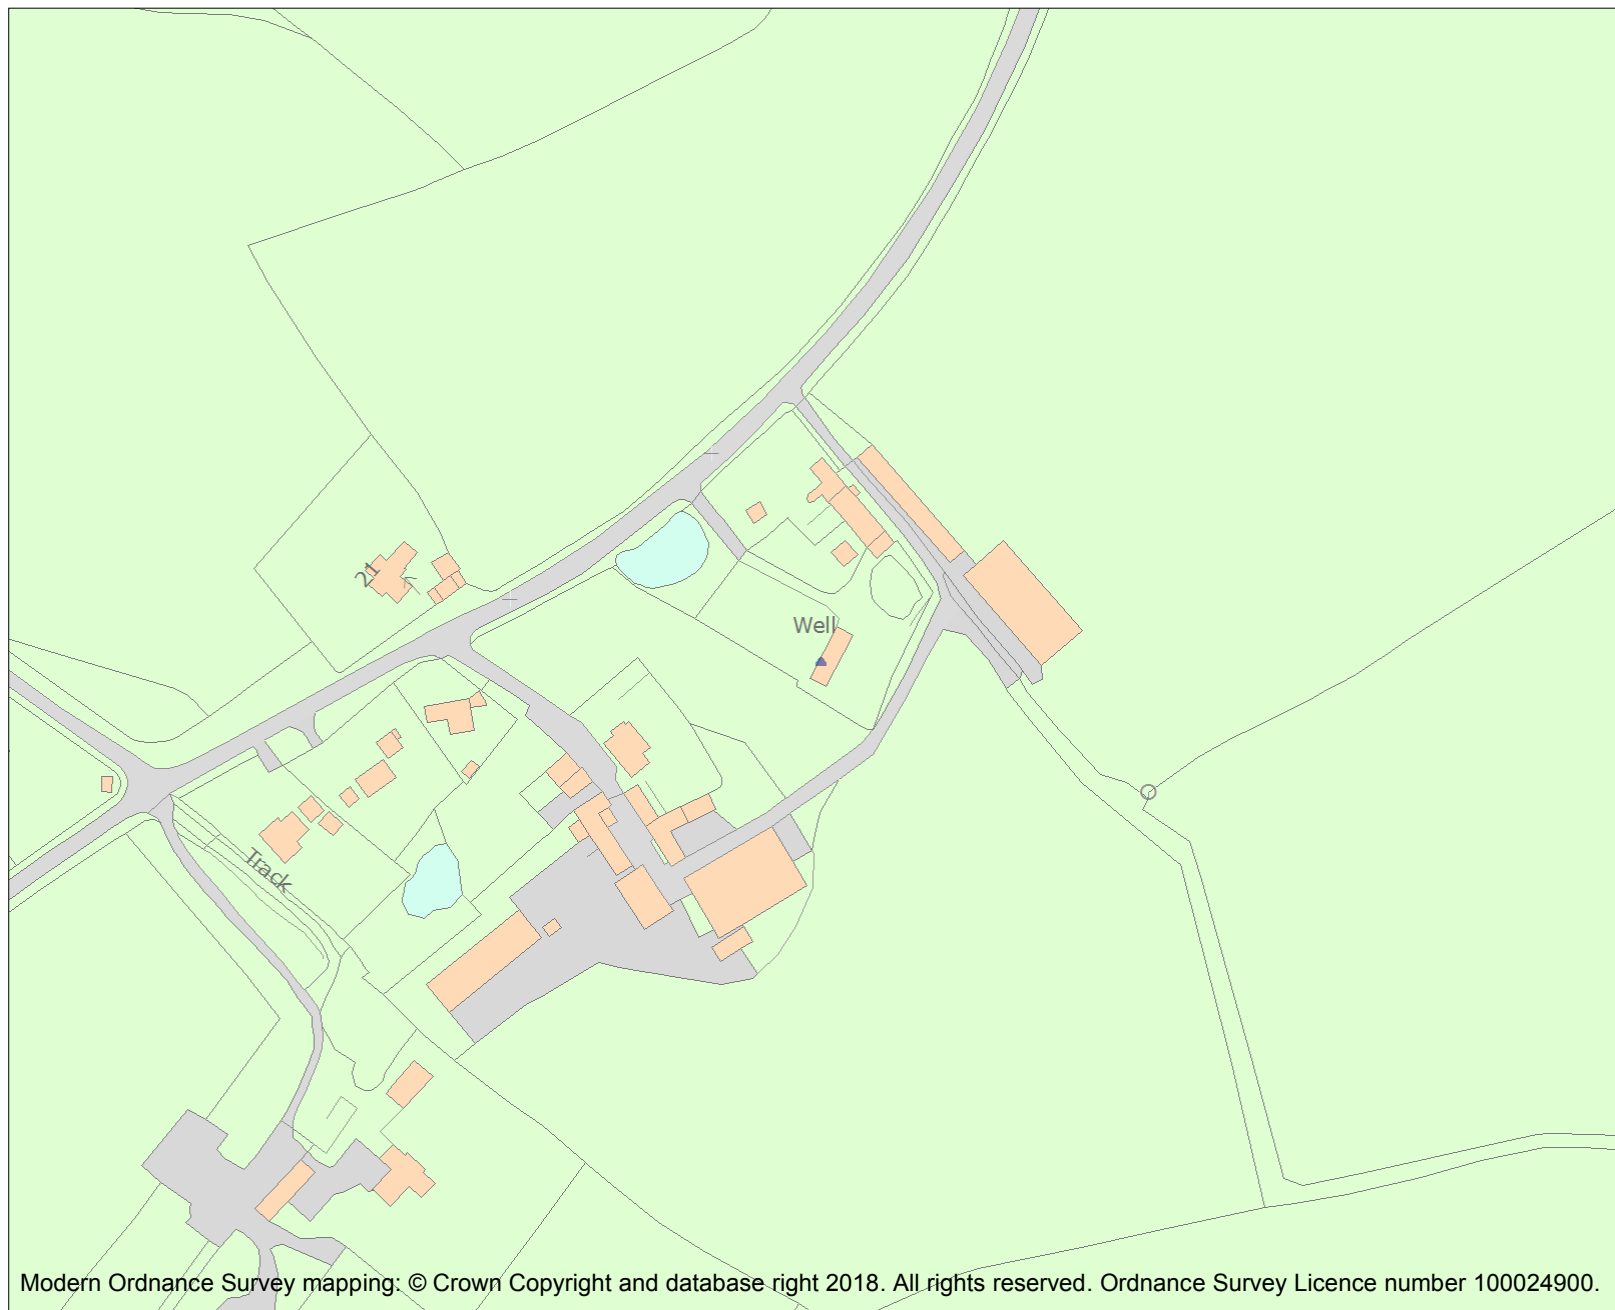 21
Well
Track
Modern Ordnance Survey mapping: © Crown Copyright and database right 2018. All rights reserved. Ordnance Survey Licence number 100024900.